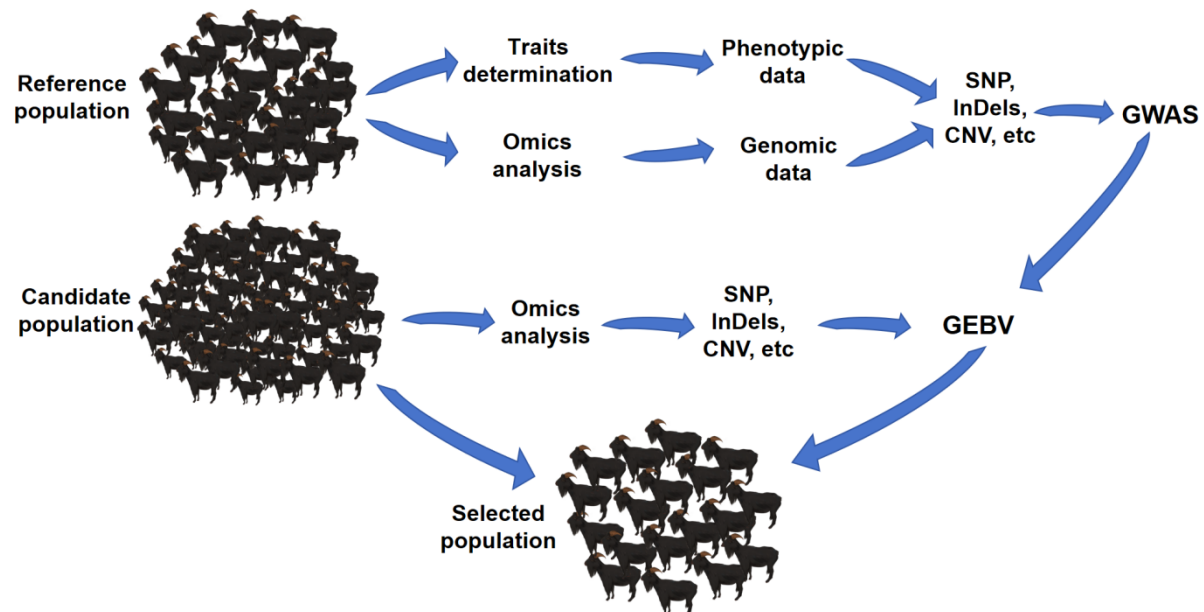 Reference
population
Traits
determination
Phenotypic
data
Omics
analysis
Genomic
data
SNP,
InDels,
CNV, etc
GWAS
Candidate
population
Omics
analysis
SNP,
InDels,
CNV, etc
GEBV
Selected
population